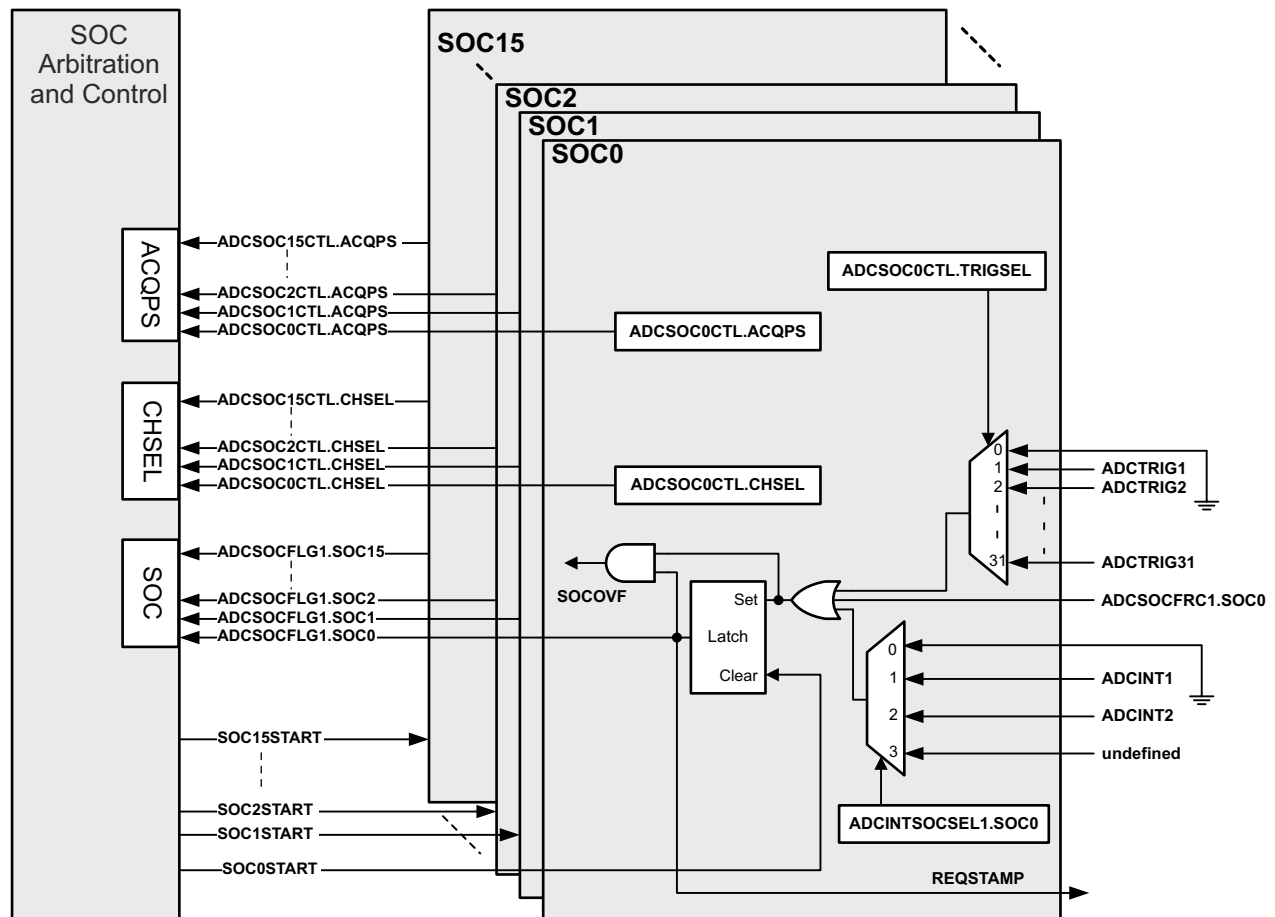 SOC
Arbitration
and Control
SOC15
SOC2
SOC1
SOC0
ACQPS
ADCSOC15CTL.ACQPS
ADCSOC2CTL.ACQPS
ADCSOC1CTL.ACQPS
ADCSOC0CTL.ACQPS
ADCSOC0CTL.TRIGSEL
ADCSOC0CTL.ACQPS
CHSEL
ADCSOC15CTL.CHSEL
ADCSOC2CTL.CHSEL
ADCSOC1CTL.CHSEL
ADCSOC0CTL.CHSEL
ADCSOC0CTL.CHSEL
0
1
2
31
ADCTRIG1
ADCTRIG2
ADCTRIG31
SOC
ADCSOCFLG1.SOC15
ADCSOCFLG1.SOC2
ADCSOCFLG1.SOC1
ADCSOCFLG1.SOC0
SOCOVF
Set
Latch
Clear
ADCSOCFRC1.SOC0
0
1
2
3
ADCINT1
ADCINT2
undefined
ADCINTSOCSEL1.SOC0
SOC15START
SOC2START
SOC1START
SOC0START
REQSTAMP